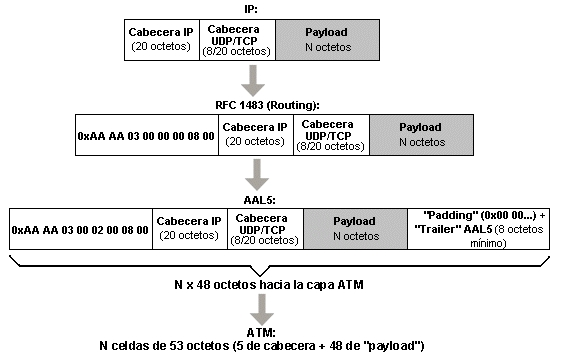 IP:
Cabecera IP
(20 octetos)
Cabecera
UDP/TCP
(8/20 octetos)
Payload
N octetos
RFC 1483 (Routing):
0xAA AA 03 00 00 00 08 00
Cabecera IP
(20 octetos)
Cabecera
UDP/TCP
(8/20 octetos)
Payload
N octetos
AAL5:
0xAA AA 03 00 02 00 08 00
Cabecera IP
(20 octetos)
Cabecera
UDP/TCP
(8/20 octetos)
Payload
N octetos
"Padding" (0x00 00...) +
"Trailer" AAL5 (8 octetos
mínimo)
N x 48 octetos hacia la capa ATM
ATM:
N celdas de 53 octetos (5 de cabecera + 48 de "payload")